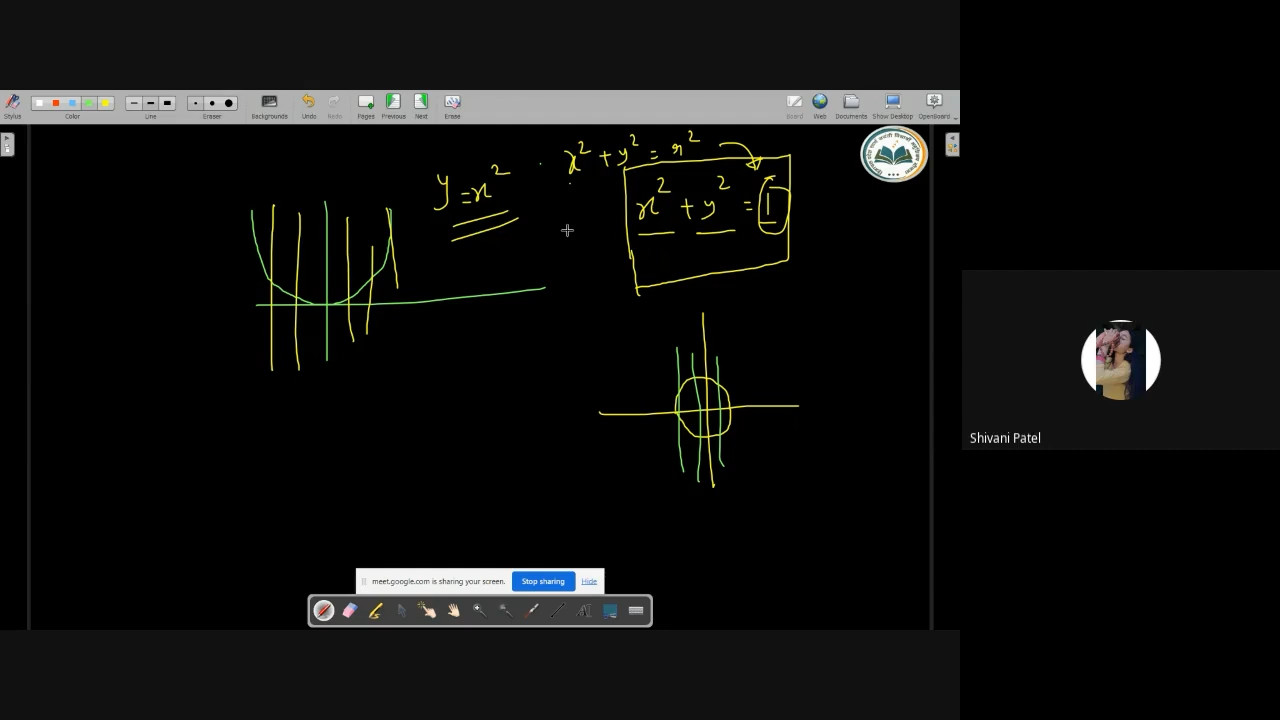 Stylus Color Line Eraser Backgrounds Undo Redo Pages Previous Next Erase Board Web Documents Show Desktop OpenBoard
x² + y² = r²
y = x²
x² + y² = 1
Shivani Patel
meet.google.com is sharing your screen. Stop sharing Hide